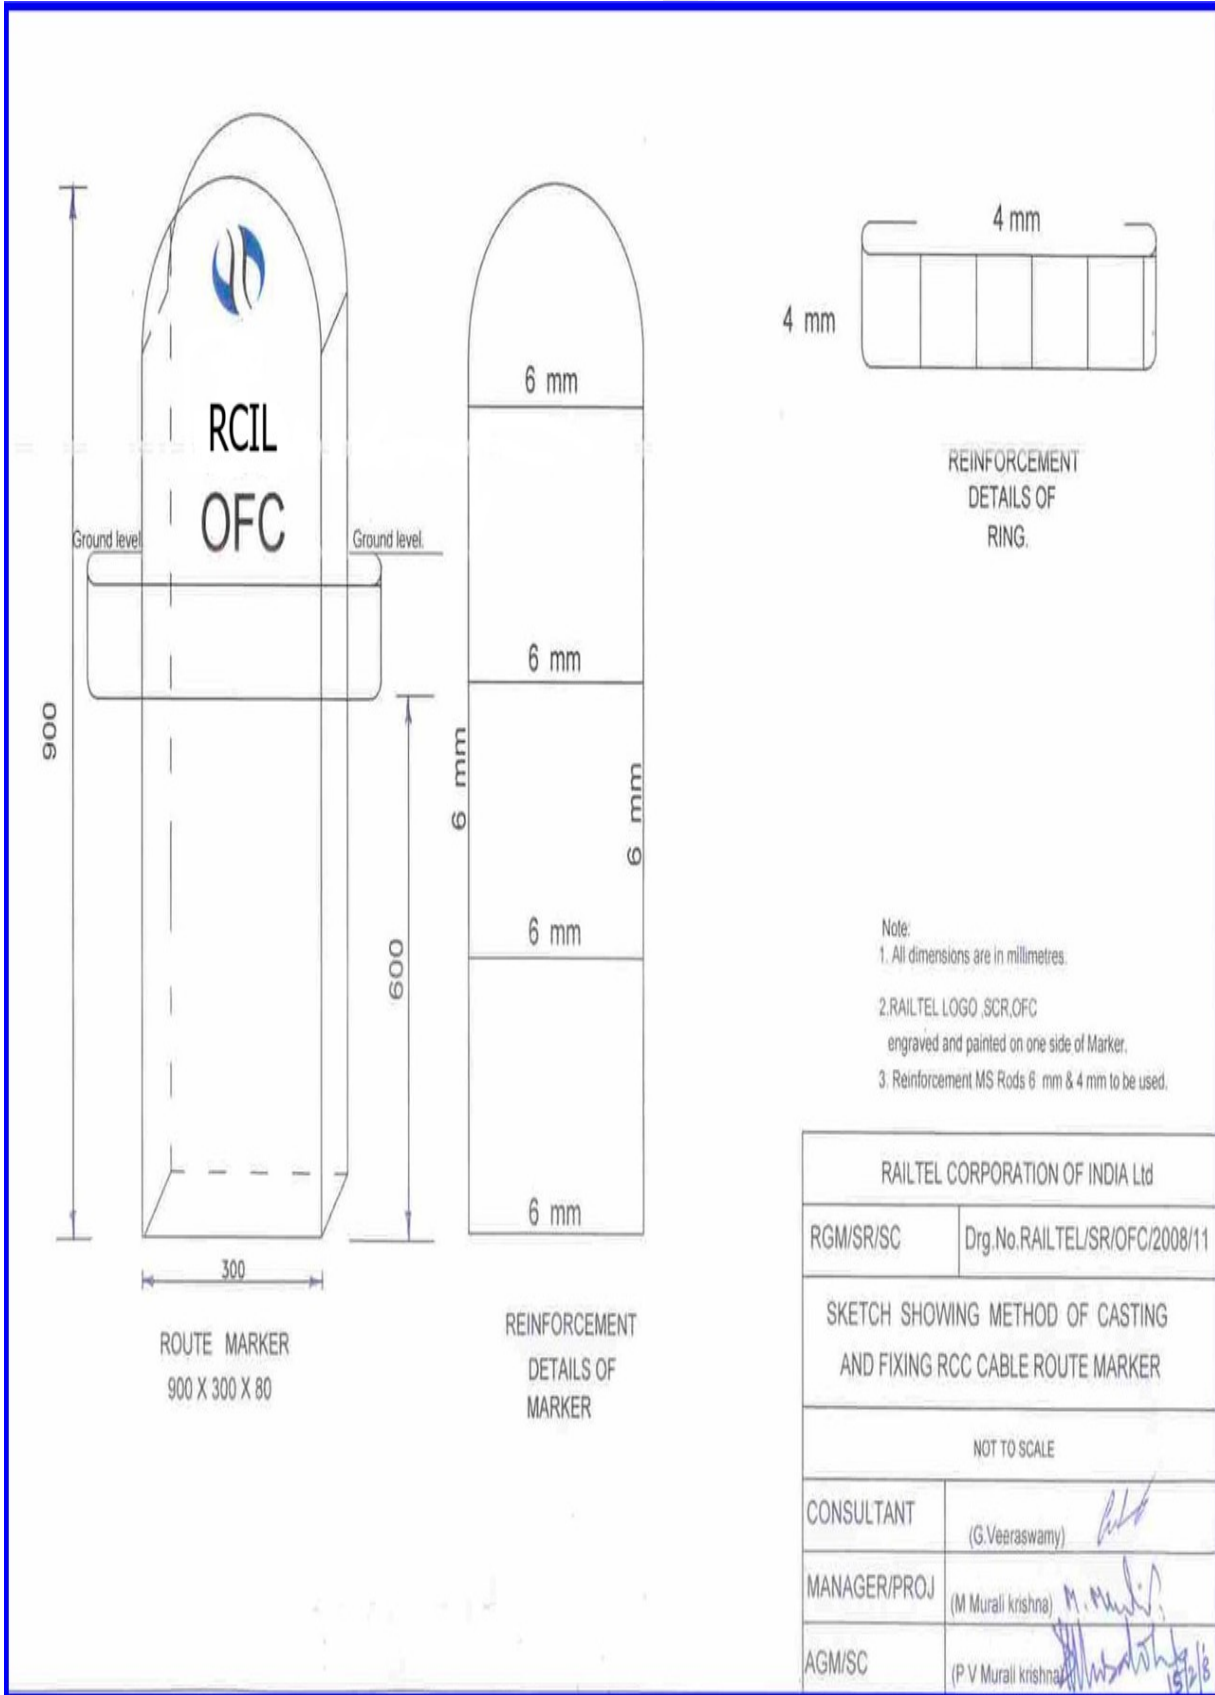 RCIL
OFC
Ground level.
Ground level.
900
600
300
ROUTE MARKER
900 X 300 X 80
6 mm
6 mm
6 mm
6 mm
6 mm
6 mm
REINFORCEMENT
DETAILS OF
MARKER
4 mm
4 mm
REINFORCEMENT
DETAILS OF
RING.
Note:
1. All dimensions are in millimetres.
2.RAILTEL LOGO ,SCR,OFC
engraved and painted on one side of Marker.
3. Reinforcement MS Rods 6 mm & 4 mm to be used.
RAILTEL CORPORATION OF INDIA Ltd
RGM/SR/SC Drg.No.RAILTEL/SR/OFC/2008/11
SKETCH SHOWING METHOD OF CASTING
AND FIXING RCC CABLE ROUTE MARKER
NOT TO SCALE
CONSULTANT (G.Veeraswamy)
MANAGER/PROJ (M Murali krishna)
AGM/SC (P V Murali krishna)
15/2/8